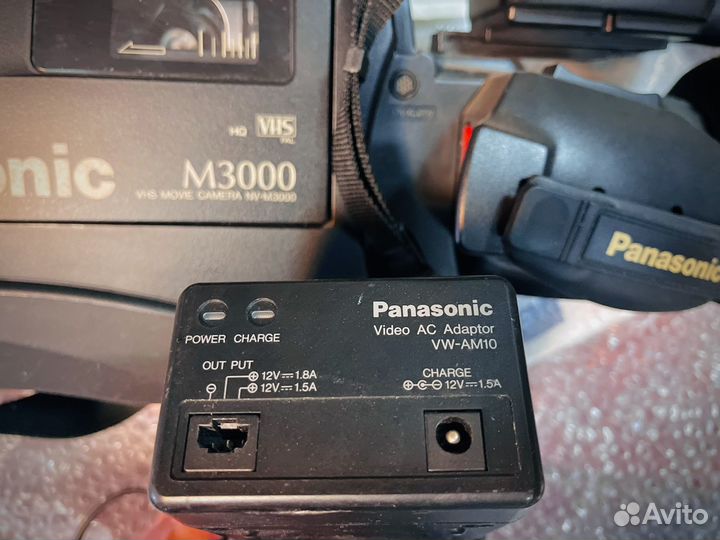 HQ VHS
PAL
onic
M3000
VHS MOVIE CAMERA NV-M3000
Panasonic
Panasonic
Video AC Adaptor
VW-AM10
POWER CHARGE
OUT PUT
⊕ 12V⎓1.8A
⊖ ⊕ 12V⎓1.5A
CHARGE
12V⎓1.5A
Avito